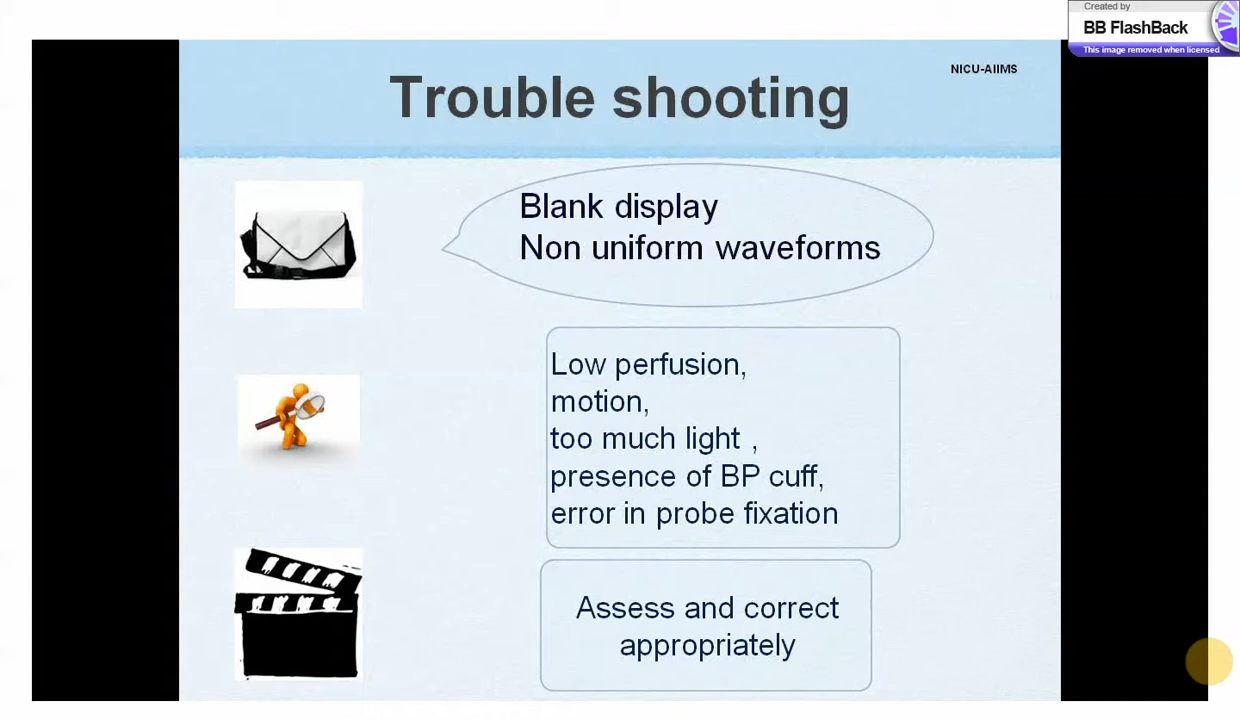 Created by
BB FlashBack
This image removed when licensed
NICU-AIIMS
Trouble shooting
Blank display
Non uniform waveforms
Low perfusion,
motion,
too much light ,
presence of BP cuff,
error in probe fixation
Assess and correct
appropriately